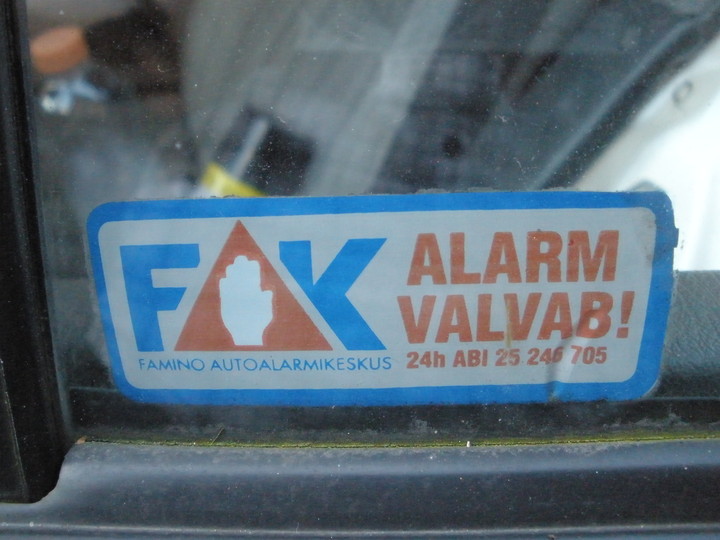 FAK
FAMINO AUTOALARMIKESKUS
ALARM
VALVAB!
24h ABI 25 246 705